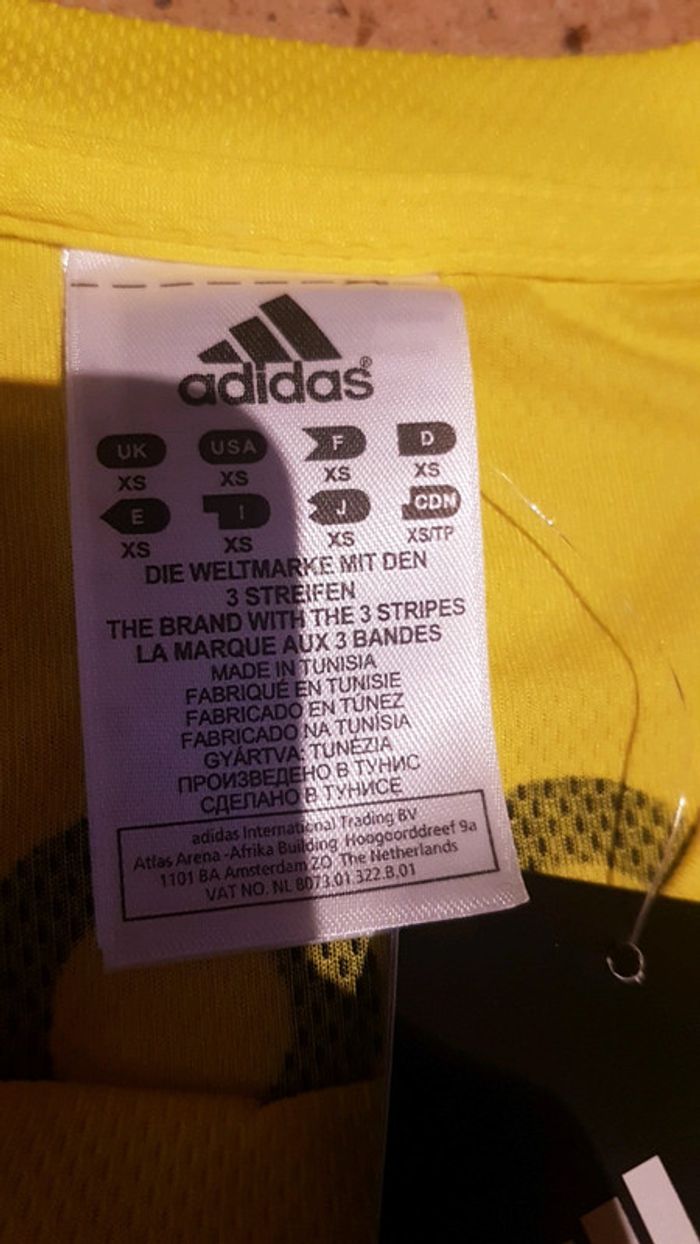 adidas®
UK USA F D
XS XS XS XS
E I J CDN
XS XS XS XS/TP
DIE WELTMARKE MIT DEN
3 STREIFEN
THE BRAND WITH THE 3 STRIPES
LA MARQUE AUX 3 BANDES
MADE IN TUNISIA
FABRIQUÉ EN TUNISIE
FABRICADO EN TÚNEZ
FABRICADO NA TUNÍSIA
GYÁRTVA: TUNÉZIA
ПРОИЗВЕДЕНО В ТУНИС
СДЕЛАНО В ТУНИСЕ
adidas International Trading BV
Atlas Arena -Afrika Building Hoogoorddreef 9a
1101 BA Amsterdam ZO The Netherlands
VAT NO. NL 8073.01.322.B.01